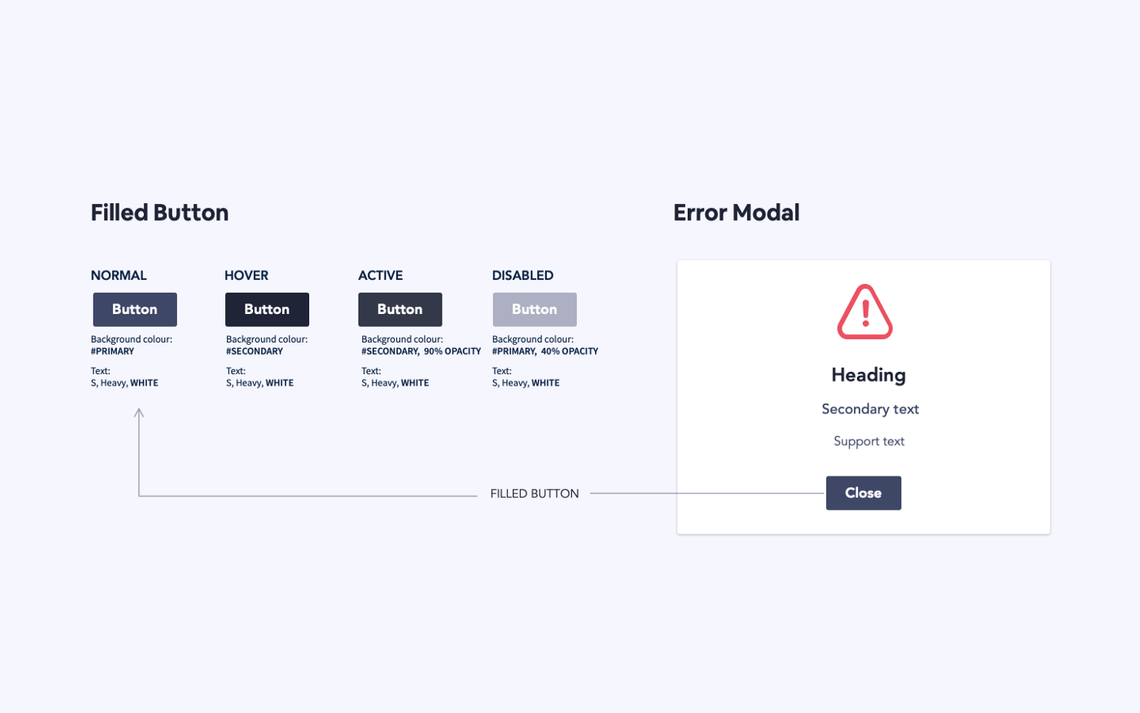 Filled Button
NORMAL
Button
Background colour:
#PRIMARY
Text:
S, Heavy, WHITE
HOVER
Button
Background colour:
#SECONDARY
Text:
S, Heavy, WHITE
ACTIVE
Button
Background colour:
#SECONDARY, 90% OPACITY
Text:
S, Heavy, WHITE
DISABLED
Button
Background colour:
#PRIMARY, 40% OPACITY
Text:
S, Heavy, WHITE
FILLED BUTTON
Error Modal
Heading
Secondary text
Support text
Close